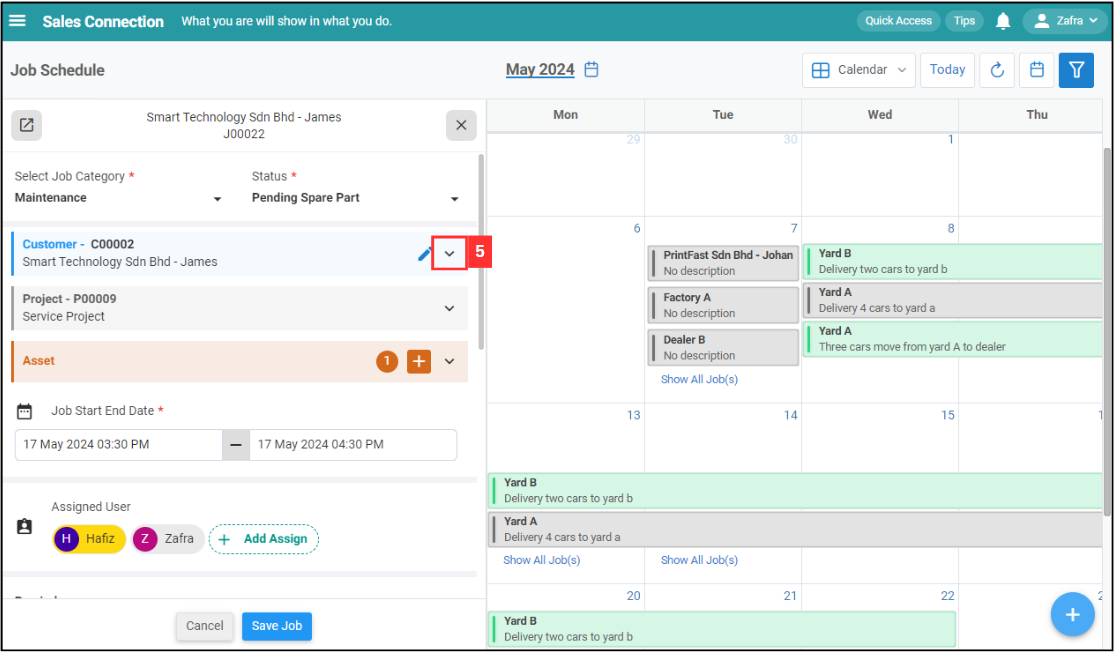 Sales Connection What you are will show in what you do. Quick Access Tips Zafra
Job Schedule May 2024 Calendar Today
Smart Technology Sdn Bhd - James
J00022
Select Job Category * Status *
Maintenance Pending Spare Part
Customer - C00002
Smart Technology Sdn Bhd - James
5
Project - P00009
Service Project
Asset 1
Job Start End Date *
17 May 2024 03:30 PM — 17 May 2024 04:30 PM
Assigned User
H Hafiz Z Zafra + Add Assign
Cancel Save Job
Mon Tue Wed Thu
29 30 1
6 7 8
PrintFast Sdn Bhd - Johan
No description
Factory A
No description
Dealer B
No description
Show All Job(s)
Yard B
Delivery two cars to yard b
Yard A
Delivery 4 cars to yard a
Yard A
Three cars move from yard A to dealer
13 14 15
Yard B
Delivery two cars to yard b
Yard A
Delivery 4 cars to yard a
Show All Job(s) Show All Job(s)
20 21 22
Yard B
Delivery two cars to yard b